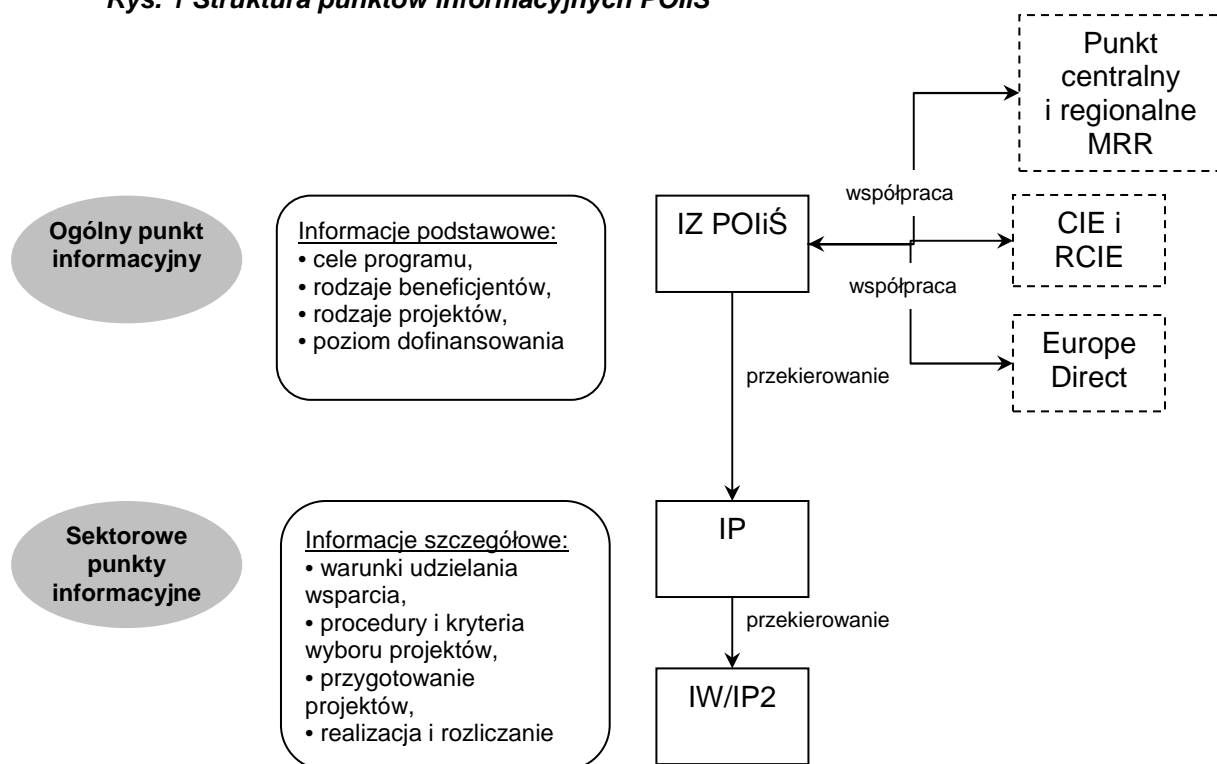 Rys. 1 Struktura punktów informacyjnych POIiŚ
Punkt
centralny
i regionalne
MRR
współpraca
Ogólny punkt
informacyjny
Informacje podstawowe:
• cele programu,
• rodzaje beneficjentów,
• rodzaje projektów,
• poziom dofinansowania
IZ POIiŚ
CIE i
RCIE
współpraca
Europe
Direct
przekierowanie
Sektorowe
punkty
informacyjne
Informacje szczegółowe:
• warunki udzielania
wsparcia,
• procedury i kryteria
wyboru projektów,
• przygotowanie
projektów,
• realizacja i rozliczanie
IP
przekierowanie
IW/IP2